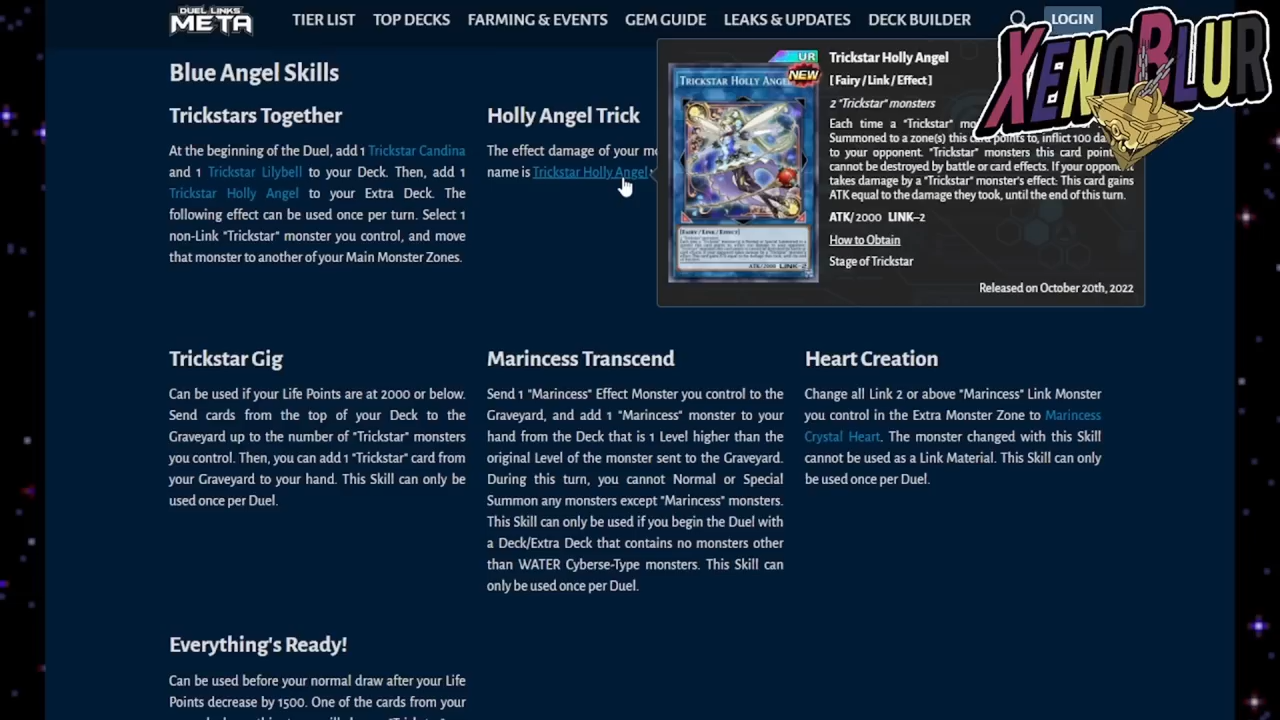 DUEL LINKS
META
TIER LIST
TOP DECKS
FARMING & EVENTS
GEM GUIDE
LEAKS & UPDATES
DECK BUILDER
LOGIN
XENOBLUR
Blue Angel Skills
Trickstars Together
At the beginning of the Duel, add 1 Trickstar Candina
and 1 Trickstar Lilybell to your Deck. Then, add 1
Trickstar Holly Angel to your Extra Deck. The
following effect can be used once per turn. Select 1
non-Link "Trickstar" monster you control, and move
that monster to another of your Main Monster Zones.
Holly Angel Trick
The effect damage of your mo
name is Trickstar Holly Angel
UR
NEW
TRICKSTAR HOLLY ANGEL
[FAIRY/LINK/EFFECT]
ATK/2000 LINK-2
Trickstar Holly Angel
[ Fairy / Link / Effect ]
2 "Trickstar" monsters
Each time a "Trickstar"
Summoned to a zone(s) this card points to, inflict 100
to your opponent. "Trickstar" monsters this card
cannot be destroyed by battle or card effects. If your
takes damage by a "Trickstar" monster's effect: This card gains
ATK equal to the damage they took, until the end of this turn.
ATK/ 2000 LINK–2
How to Obtain
Stage of Trickstar
Released on October 20th, 2022
Trickstar Gig
Can be used if your Life Points are at 2000 or below.
Send cards from the top of your Deck to the
Graveyard up to the number of "Trickstar" monsters
you control. Then, you can add 1 "Trickstar" card from
your Graveyard to your hand. This Skill can only be
used once per Duel.
Marincess Transcend
Send 1 "Marincess" Effect Monster you control to the
Graveyard, and add 1 "Marincess" monster to your
hand from the Deck that is 1 Level higher than the
original Level of the monster sent to the Graveyard.
During this turn, you cannot Normal or Special
Summon any monsters except "Marincess" monsters.
This Skill can only be used if you begin the Duel with
a Deck/Extra Deck that contains no monsters other
than WATER Cyberse-Type monsters. This Skill can
only be used once per Duel.
Heart Creation
Change all Link 2 or above "Marincess" Link Monster
you control in the Extra Monster Zone to Marincess
Crystal Heart. The monster changed with this Skill
cannot be used as a Link Material. This Skill can only
be used once per Duel.
Everything's Ready!
Can be used before your normal draw after your Life
Points decrease by 1500. One of the cards from your